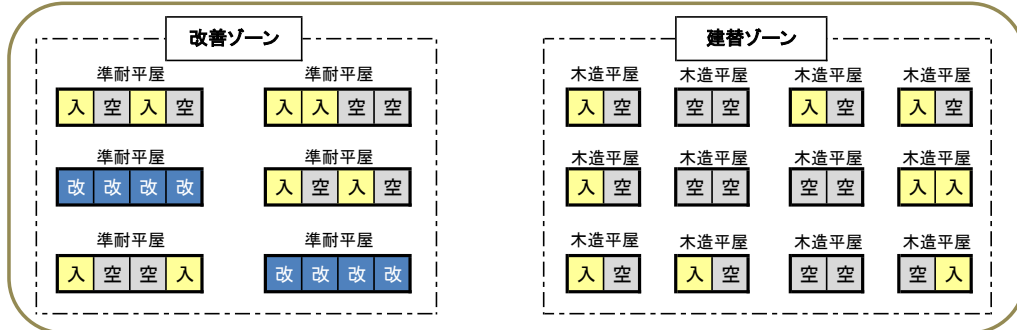 改善ゾーン
準耐平屋 準耐平屋
入 空 入 空 入 入 空 空
準耐平屋 準耐平屋
改 改 改 改 入 空 入 空
準耐平屋 準耐平屋
入 空 空 入 改 改 改 改
建替ゾーン
木造平屋 木造平屋 木造平屋 木造平屋
入 空 空 空 入 空 入 空
木造平屋 木造平屋 木造平屋 木造平屋
入 空 空 空 空 空 入 入
木造平屋 木造平屋 木造平屋 木造平屋
入 空 入 空 空 空 空 入